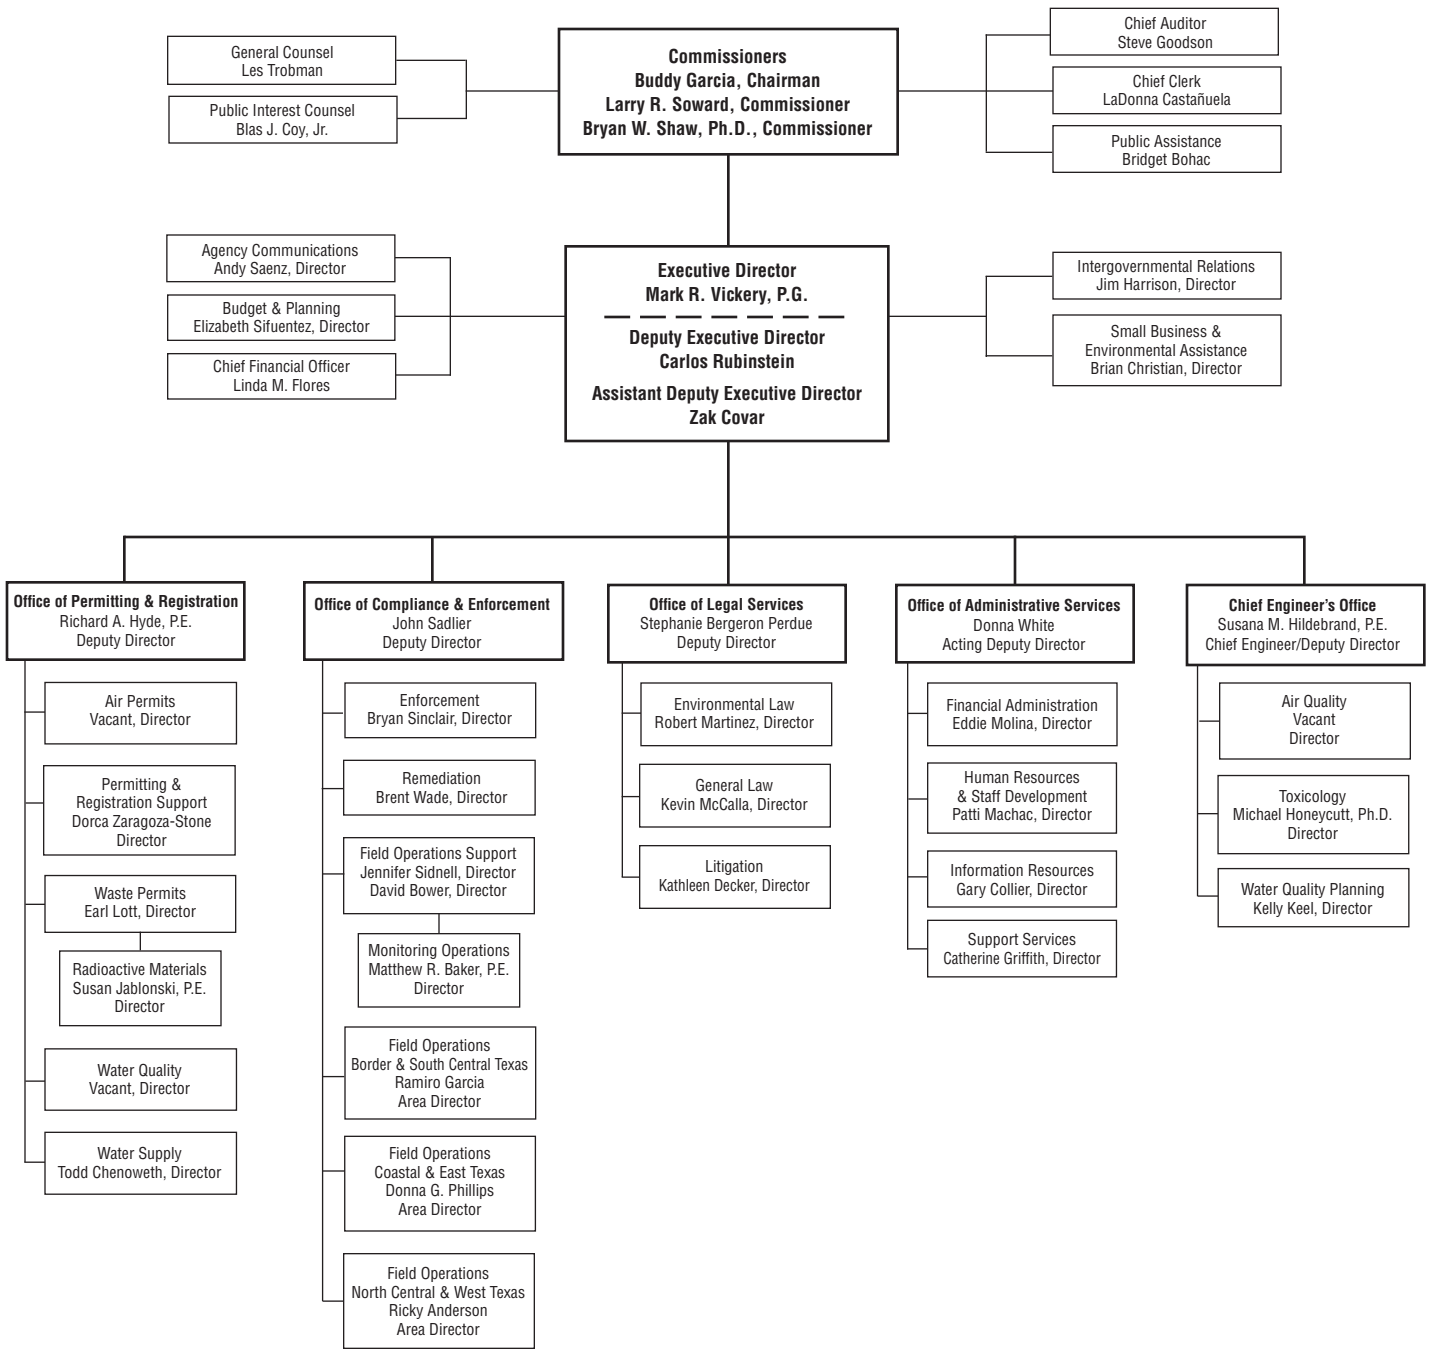 General Counsel
Les Trobman
Public Interest Counsel
Blas J. Coy, Jr.
Commissioners
Buddy Garcia, Chairman
Larry R. Soward, Commissioner
Bryan W. Shaw, Ph.D., Commissioner
Chief Auditor
Steve Goodson
Chief Clerk
LaDonna Castañuela
Public Assistance
Bridget Bohac
Agency Communications
Andy Saenz, Director
Budget & Planning
Elizabeth Sifuentez, Director
Chief Financial Officer
Linda M. Flores
Executive Director
Mark R. Vickery, P.G.
Deputy Executive Director
Carlos Rubinstein
Assistant Deputy Executive Director
Zak Covar
Intergovernmental Relations
Jim Harrison, Director
Small Business &
Environmental Assistance
Brian Christian, Director
Office of Permitting & Registration
Richard A. Hyde, P.E.
Deputy Director
Air Permits
Vacant, Director
Permitting &
Registration Support
Dorca Zaragoza-Stone
Director
Waste Permits
Earl Lott, Director
Radioactive Materials
Susan Jablonski, P.E.
Director
Water Quality
Vacant, Director
Water Supply
Todd Chenoweth, Director
Office of Compliance & Enforcement
John Sadlier
Deputy Director
Enforcement
Bryan Sinclair, Director
Remediation
Brent Wade, Director
Field Operations Support
Jennifer Sidnell, Director
David Bower, Director
Monitoring Operations
Matthew R. Baker, P.E.
Director
Field Operations
Border & South Central Texas
Ramiro Garcia
Area Director
Field Operations
Coastal & East Texas
Donna G. Phillips
Area Director
Field Operations
North Central & West Texas
Ricky Anderson
Area Director
Office of Legal Services
Stephanie Bergeron Perdue
Deputy Director
Environmental Law
Robert Martinez, Director
General Law
Kevin McCalla, Director
Litigation
Kathleen Decker, Director
Office of Administrative Services
Donna White
Acting Deputy Director
Financial Administration
Eddie Molina, Director
Human Resources
& Staff Development
Patti Machac, Director
Information Resources
Gary Collier, Director
Support Services
Catherine Griffith, Director
Chief Engineer's Office
Susana M. Hildebrand, P.E.
Chief Engineer/Deputy Director
Air Quality
Vacant
Director
Toxicology
Michael Honeycutt, Ph.D.
Director
Water Quality Planning
Kelly Keel, Director